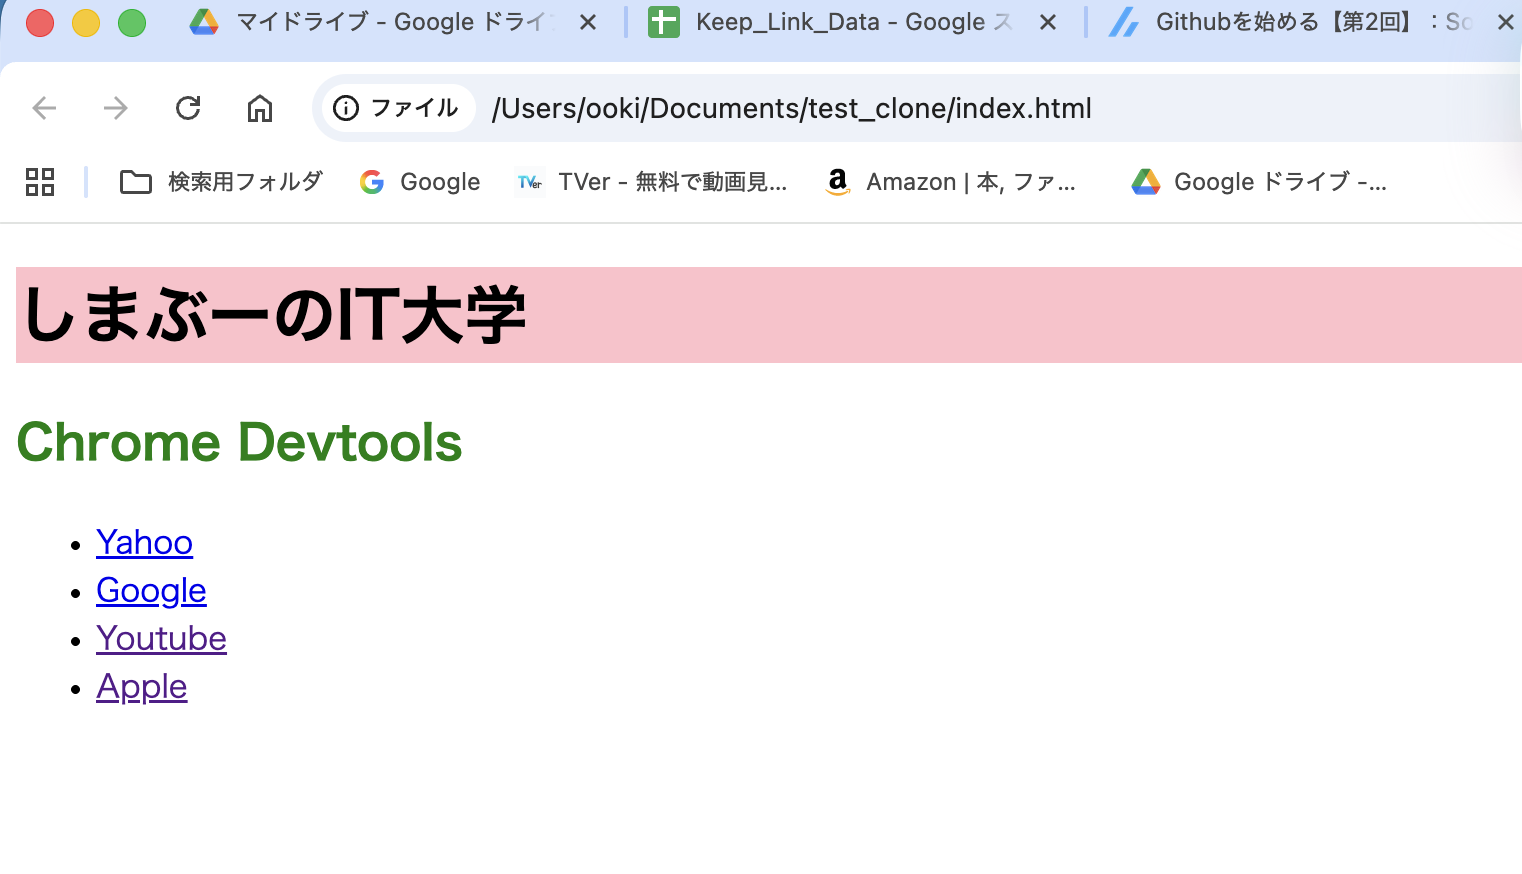 マイドライブ - Google ドライ
Keep_Link_Data - Google ス
Githubを始める【第2回】：So
ファイル
/Users/ooki/Documents/test_clone/index.html
検索用フォルダ
Google
TVer
TVer - 無料で動画見...
Amazon | 本, ファ...
Google ドライブ -...
しまぶーのIT大学
Chrome Devtools
• Yahoo
• Google
• Youtube
• Apple